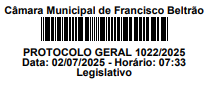 Câmara Municipal de Francisco Beltrão
PROTOCOLO GERAL 1022/2025
Data: 02/07/2025 - Horário: 07:33
Legislativo